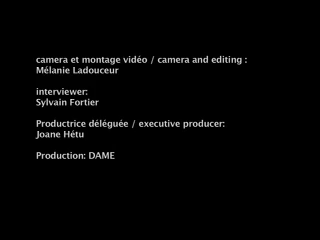 camera et montage vidéo / camera and editing :
Mélanie Ladouceur
interviewer:
Sylvain Fortier
Productrice déléguée / executive producer:
Joane Hétu
Production: DAME